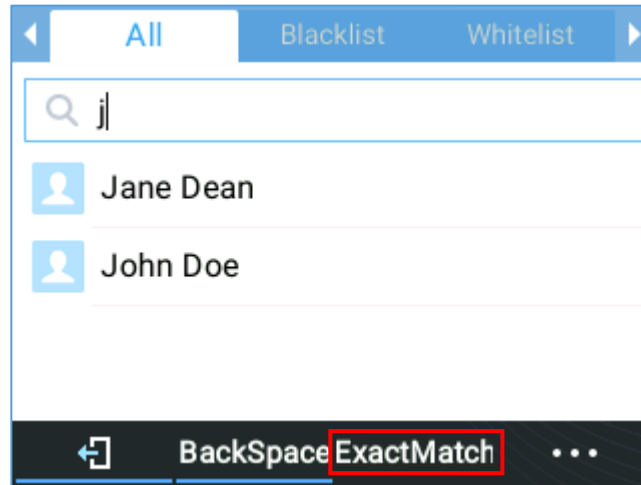 All Blacklist Whitelist
j
Jane Dean
John Doe
BackSpace ExactMatch ...